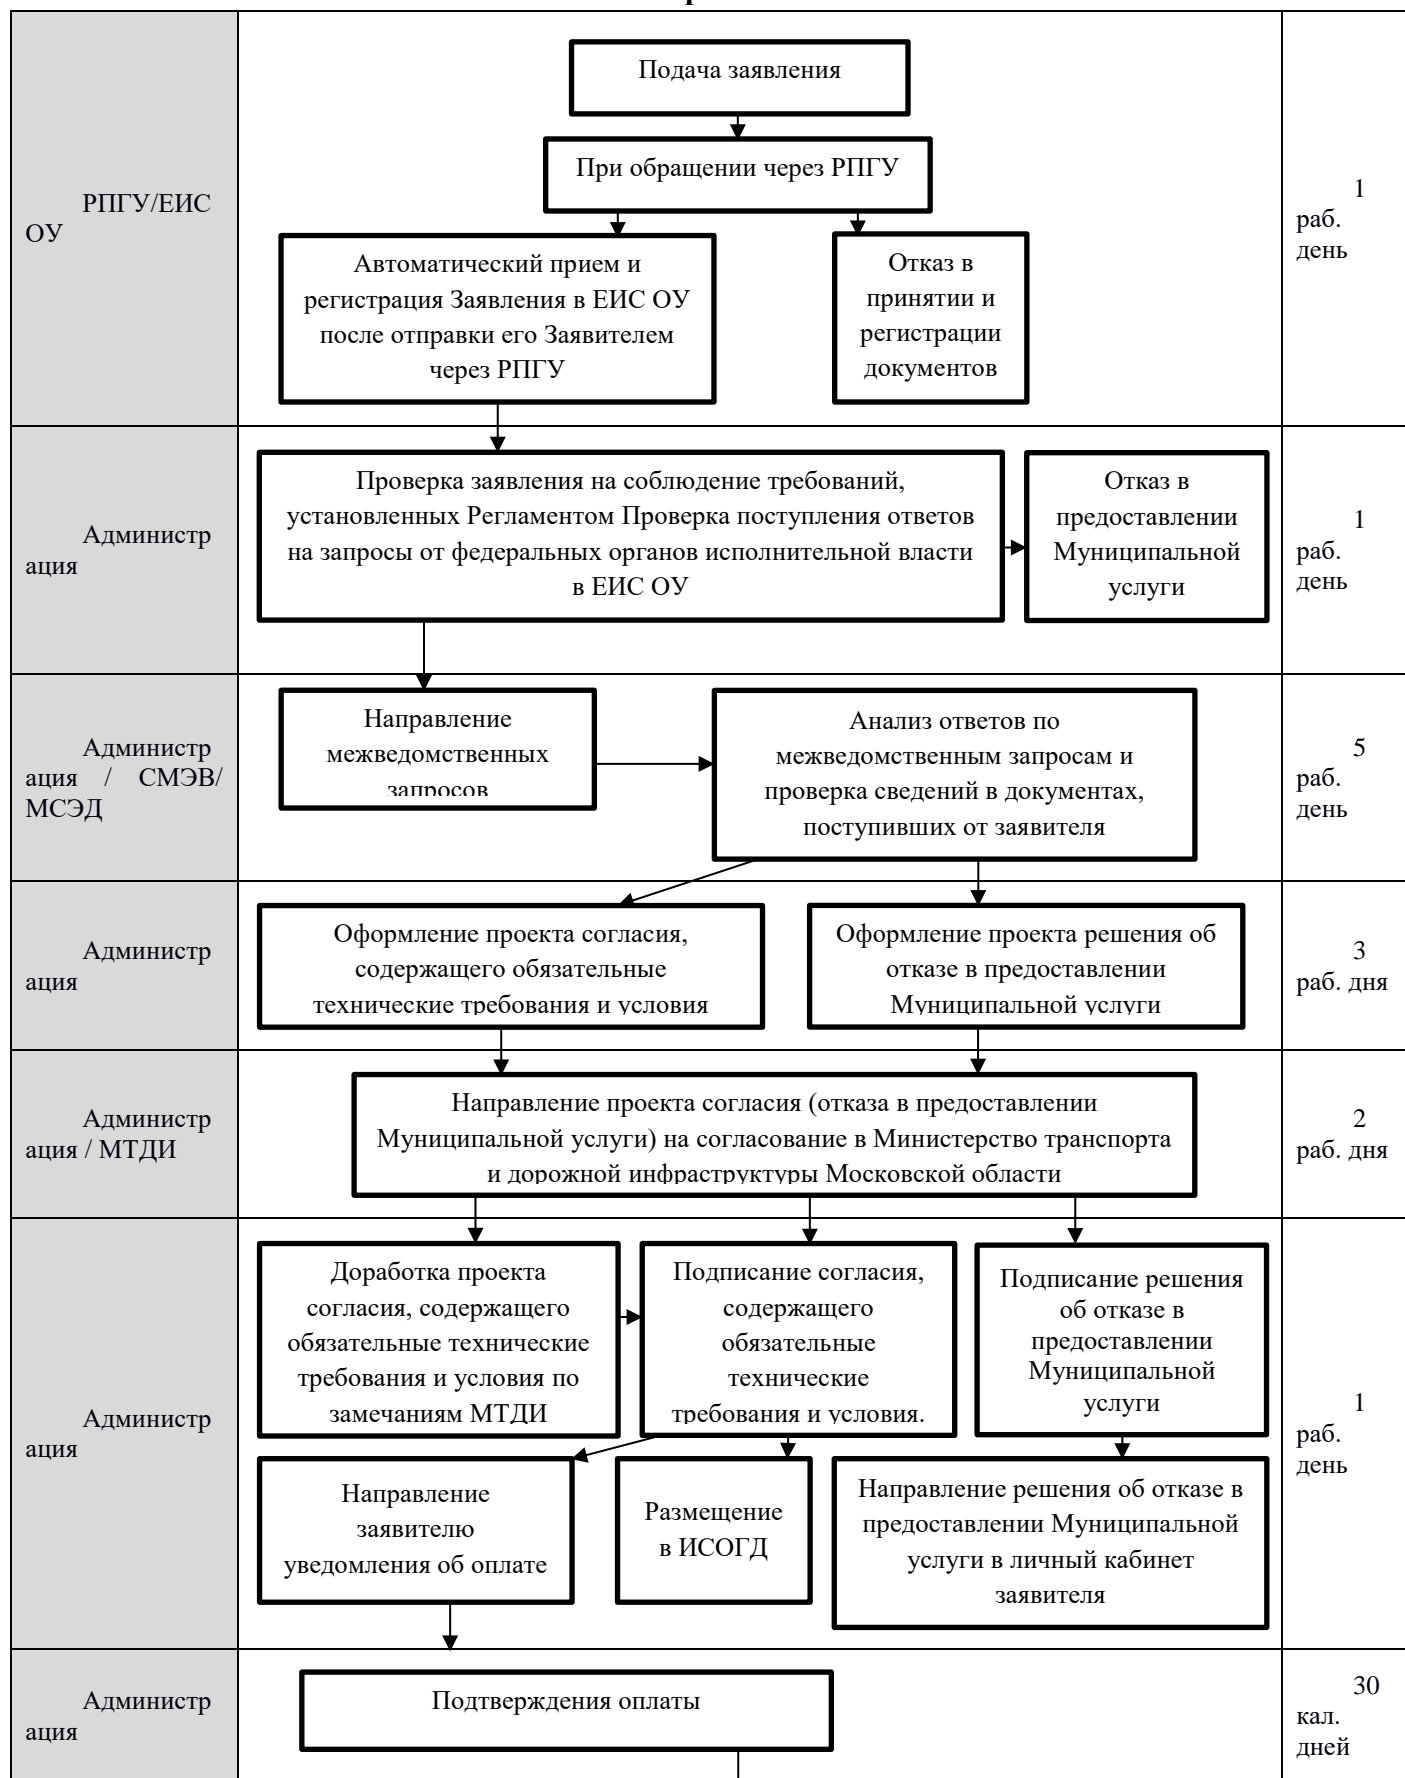 Подача заявления
При обращении через РПГУ
РПГУ/ЕИС
ОУ
Автоматический прием и
регистрация Заявления в ЕИС ОУ
после отправки его Заявителем
через РПГУ
Отказ в
принятии и
регистрации
документов
1
раб.
день
Администр
ация
Проверка заявления на соблюдение требований,
установленных Регламентом Проверка поступления ответов
на запросы от федеральных органов исполнительной власти
в ЕИС ОУ
Отказ в
предоставлении
Муниципальной
услуги
1
раб.
день
Администр
ация / СМЭВ/
МСЭД
Направление
межведомственных
запросов
Анализ ответов по
межведомственным запросам и
проверка сведений в документах,
поступивших от заявителя
5
раб.
день
Администр
ация
Оформление проекта согласия,
содержащего обязательные
технические требования и условия
Оформление проекта решения об
отказе в предоставлении
Муниципальной услуги
3
раб. дня
Администр
ация / МТДИ
Направление проекта согласия (отказа в предоставлении
Муниципальной услуги) на согласование в Министерство транспорта
и дорожной инфраструктуры Московской области
2
раб. дня
Администр
ация
Доработка проекта
согласия, содержащего
обязательные технические
требования и условия по
замечаниям МТДИ
Подписание согласия,
содержащего
обязательные
технические
требования и условия.
Подписание решения
об отказе в
предоставлении
Муниципальной
услуги
Направление
заявителю
уведомления об оплате
Размещение
в ИСОГД
Направление решения об отказе в
предоставлении Муниципальной
услуги в личный кабинет
заявителя
1
раб.
день
Администр
ация
Подтверждения оплаты
30
кал.
дней